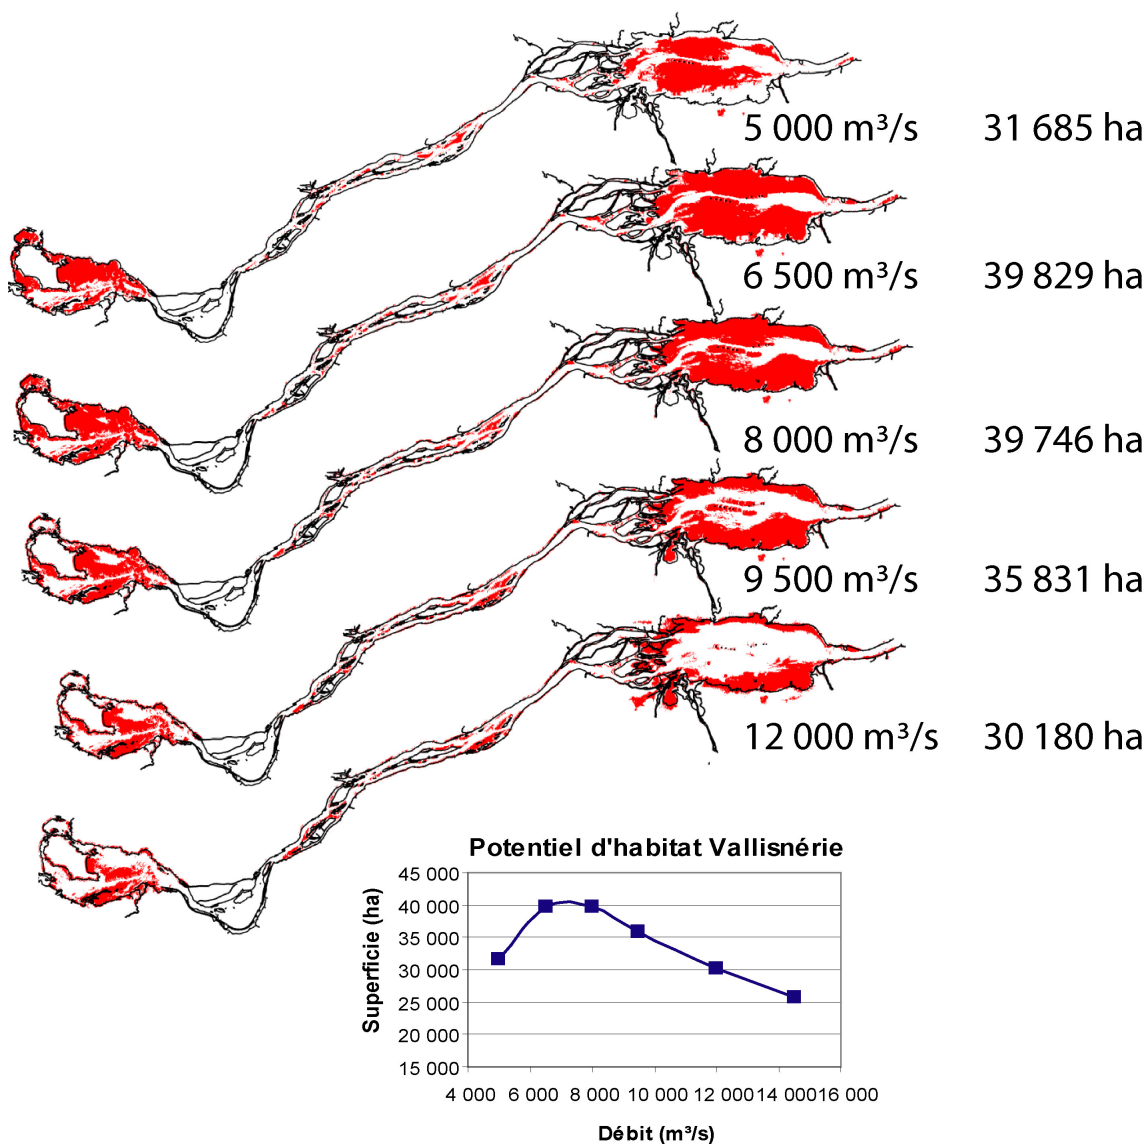 5 000 m³/s 31 685 ha
6 500 m³/s 39 829 ha
8 000 m³/s 39 746 ha
9 500 m³/s 35 831 ha
12 000 m³/s 30 180 ha
Potentiel d'habitat Vallisnérie
45 000
40 000
35 000
30 000
25 000
20 000
15 000
Superficie (ha)
4 000 6 000 8 000 10 000 12 000 14 000 16 000
Débit (m³/s)